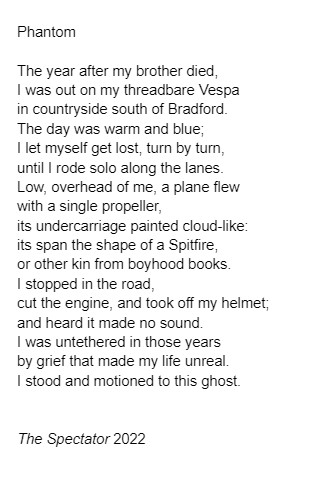 Phantom
The year after my brother died,
I was out on my threadbare Vespa
in countryside south of Bradford.
The day was warm and blue;
I let myself get lost, turn by turn,
until I rode solo along the lanes.
Low, overhead of me, a plane flew
with a single propeller,
its undercarriage painted cloud-like:
its span the shape of a Spitfire,
or other kin from boyhood books.
I stopped in the road,
cut the engine, and took off my helmet;
and heard it made no sound.
I was untethered in those years
by grief that made my life unreal.
I stood and motioned to this ghost.
The Spectator 2022